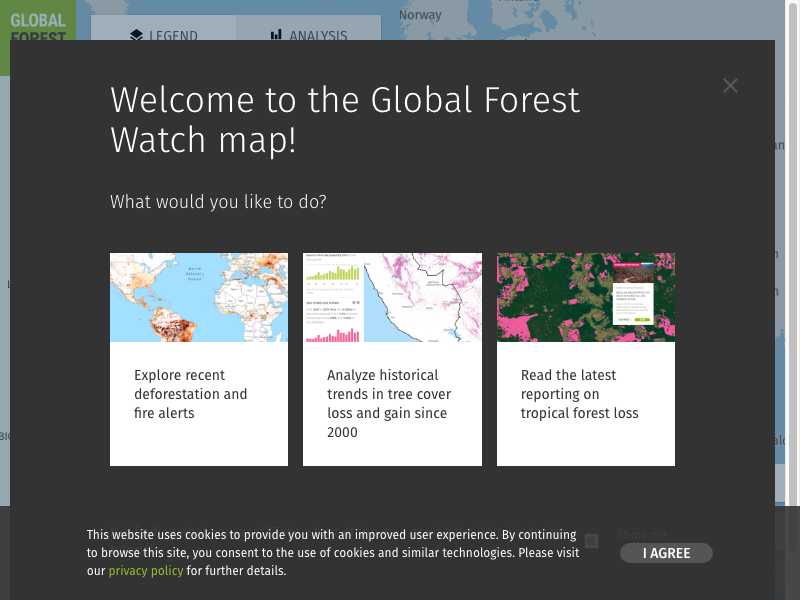 GLOBAL
FOREST
LEGEND
ANALYSIS
Norway
Welcome to the Global Forest
Watch map!
What would you like to do?
Explore recent
deforestation and
fire alerts
Analyze historical
trends in tree cover
loss and gain since
2000
Read the latest
reporting on
tropical forest loss
Show me
This website uses cookies to provide you with an improved user experience. By continuing
to browse this site, you consent to the use of cookies and similar technologies. Please visit
our privacy policy for further details.
I AGREE